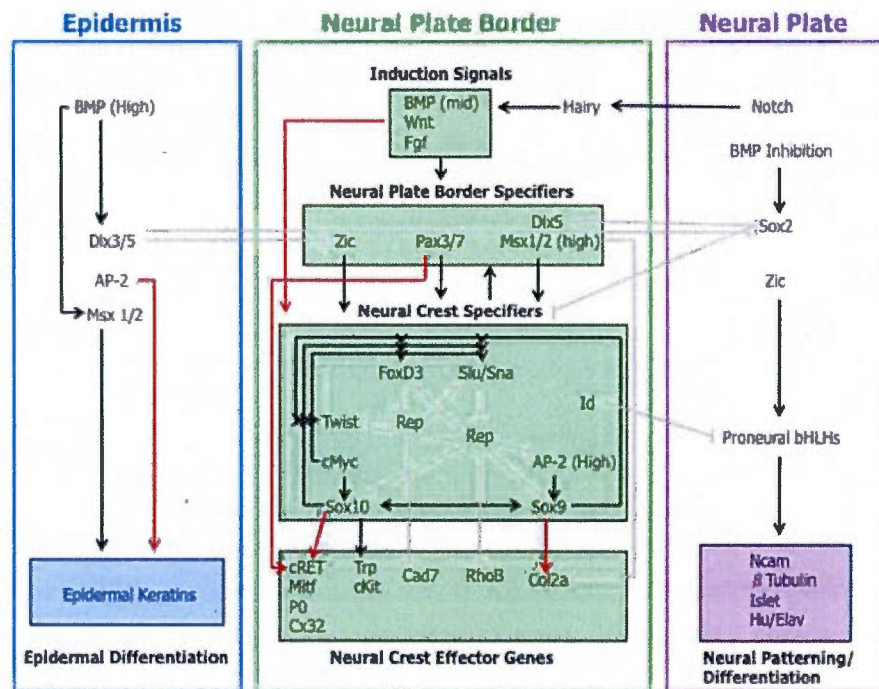 Epidermis
BMP (High)
Dlx3/5
AP-2
Msx 1/2
Epidermal Keratins
Epidermal Differentiation
Neural Plate Border
Induction Signals
BMP (mid)
Wnt
Fgf
Hairy
Neural Plate Border Specifiers
Dlx5
Zic Pax3/7 Msx1/2 (high)
Neural Crest Specifiers
FoxD3 Slu/Sna
Id
Twist Rep Rep
cMyc AP-2 (High)
Sox10 Sox9
cRET Trp Cad7 RhoB Col2a
Mitf cKit
P0
Cx32
Neural Crest Effector Genes
Neural Plate
Notch
BMP Inhibition
Sox2
Zic
Proneural bHLHs
Ncam
β Tubulin
Islet
Hu/Elav
Neural Patterning/
Differentiation